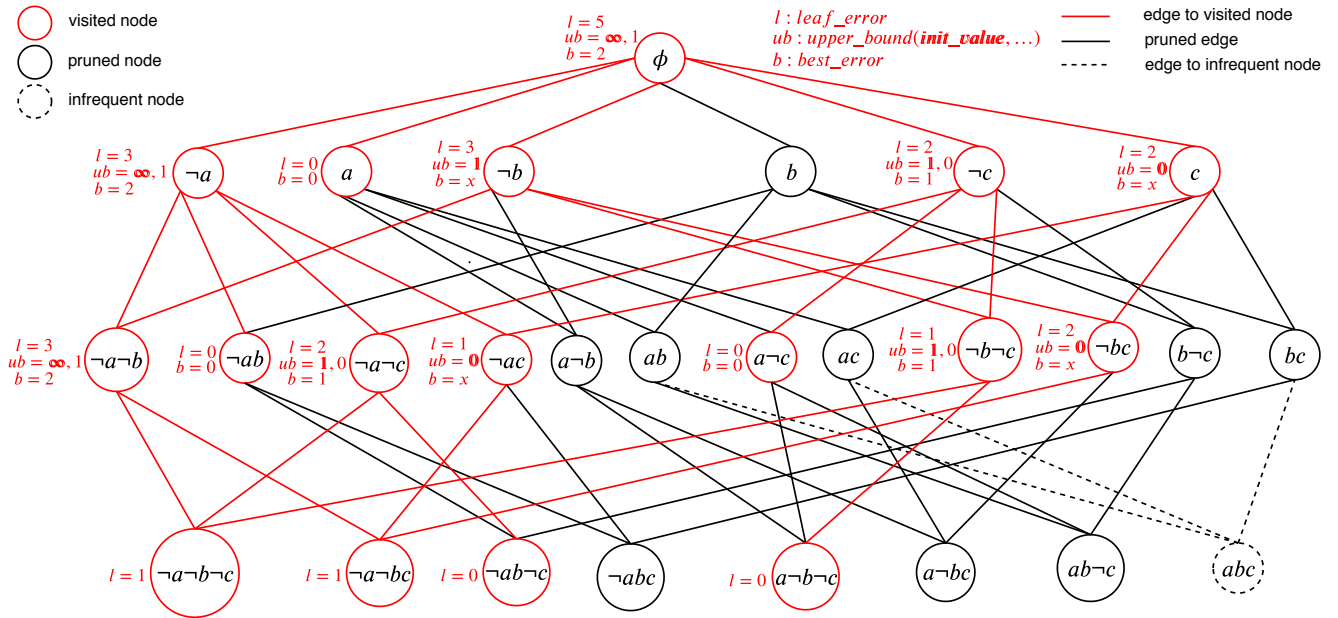 visited node
pruned node
infrequent node
l = 5
ub = ∞, 1
b = 2
ϕ
l : leaf_error
ub : upper_bound(init_value, …)
b : best_error
edge to visited node
pruned edge
edge to infrequent node
l = 3
ub = ∞, 1
b = 2
¬a
l = 0
b = 0
a
l = 3
ub = 1
b = x
¬b
b
l = 2
ub = 1, 0
b = 1
¬c
l = 2
ub = 0
b = x
c
l = 3
ub = ∞, 1
b = 2
¬a¬b
l = 0
b = 0
¬ab
l = 2
ub = 1, 0
b = 1
¬a¬c
l = 1
ub = 0
b = x
¬ac
a¬b
ab
l = 0
b = 0
a¬c
ac
l = 1
ub = 1, 0
b = 1
¬b¬c
l = 2
ub = 0
b = x
¬bc
b¬c
bc
l = 1
¬a¬b¬c
l = 1
¬a¬bc
l = 0
¬ab¬c
¬abc
l = 0
a¬b¬c
a¬bc
ab¬c
abc